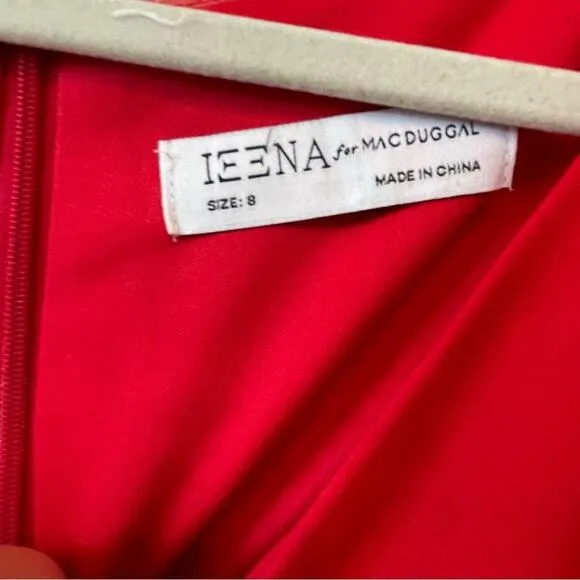 IEENA for MAC DUGGAL
MADE IN CHINA
SIZE: 8